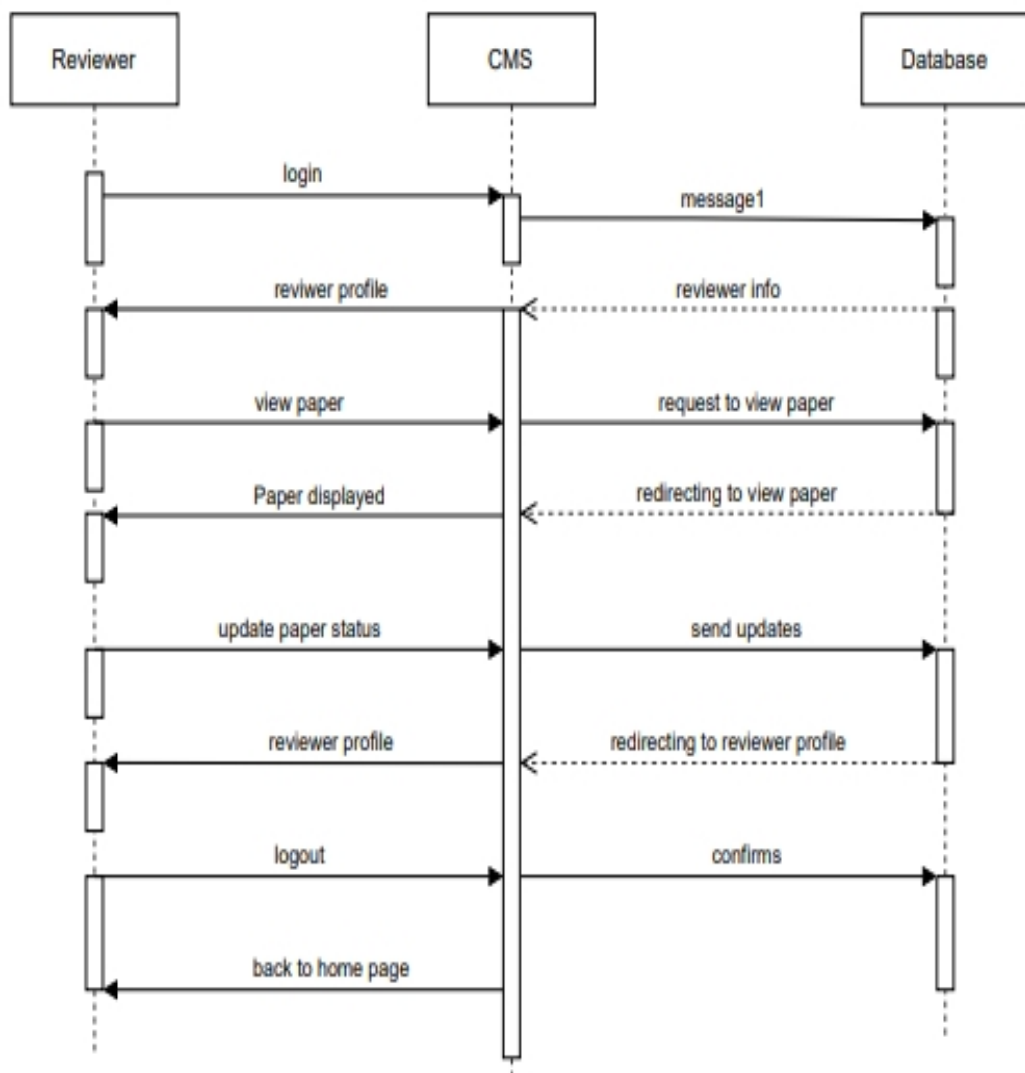 Reviewer
CMS
Database
login
message1
reviwer profile
reviewer info
view paper
request to view paper
Paper displayed
redirecting to view paper
update paper status
send updates
reviewer profile
redirecting to reviewer profile
logout
confirms
back to home page